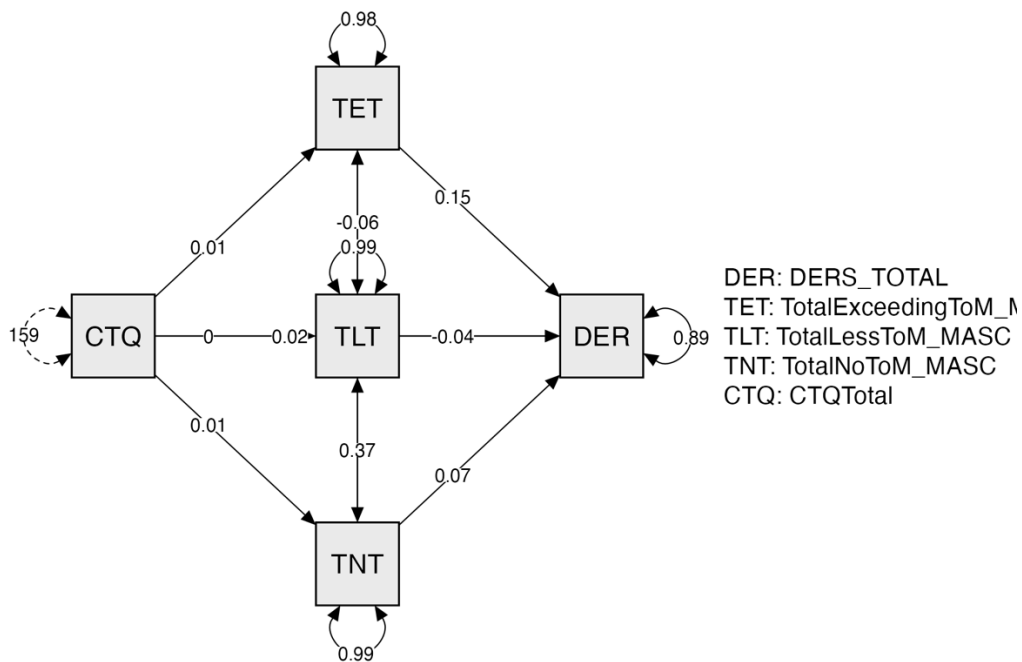 0.98
TET
0.15
-0.06
0.01
0.99
159
CTQ
0
0.02
TLT
-0.04
DER
0.89
0.01
0.37
0.07
TNT
0.99
DER: DERS_TOTAL
TET: TotalExceedingToM_M
TLT: TotalLessToM_MASC
TNT: TotalNoToM_MASC
CTQ: CTQTotal